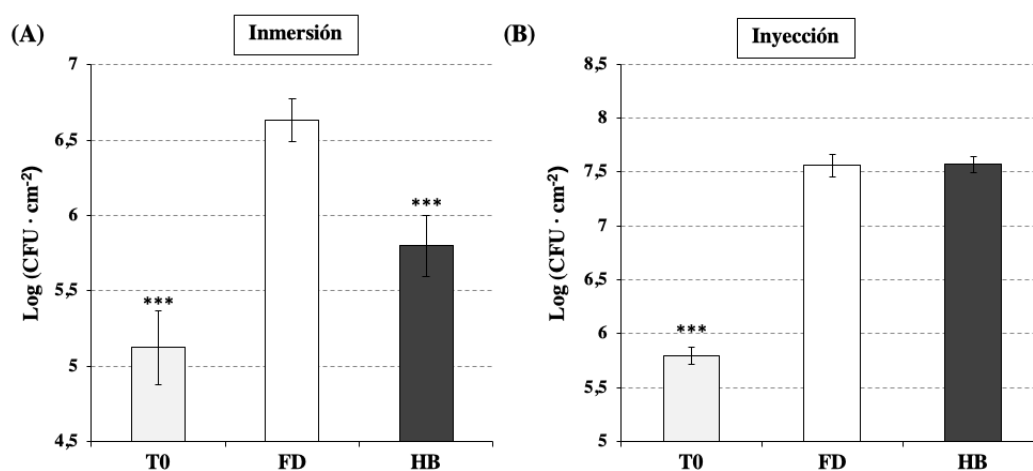 (A)
Inmersión
7
6,5
6
5,5
5
4,5
Log (CFU · cm-2)
***
***
T0 FD HB
(B)
Inyección
8,5
8
7,5
7
6,5
6
5,5
5
Log (CFU · cm-2)
***
T0 FD HB